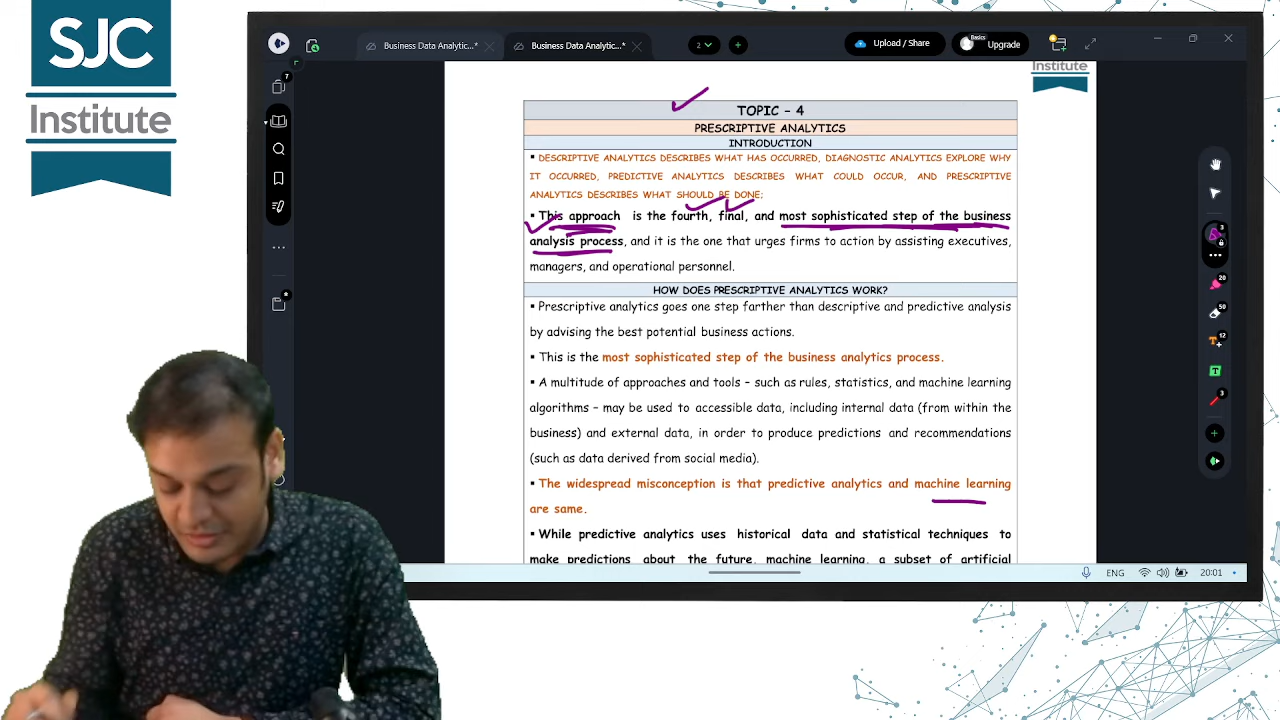 SJC
Institute
Business Data Analytic...*
Business Data Analytic...*
2
Upload / Share
Basics
Upgrade
7
Institute
TOPIC – 4
PRESCRIPTIVE ANALYTICS
INTRODUCTION
▪ DESCRIPTIVE ANALYTICS DESCRIBES WHAT HAS OCCURRED, DIAGNOSTIC ANALYTICS EXPLORE WHY
IT OCCURRED, PREDICTIVE ANALYTICS DESCRIBES WHAT COULD OCCUR, AND PRESCRIPTIVE
ANALYTICS DESCRIBES WHAT SHOULD BE DONE;
▪ This approach is the fourth, final, and most sophisticated step of the business
analysis process, and it is the one that urges firms to action by assisting executives,
managers, and operational personnel.
HOW DOES PRESCRIPTIVE ANALYTICS WORK?
▪ Prescriptive analytics goes one step farther than descriptive and predictive analysis
by advising the best potential business actions.
▪ This is the most sophisticated step of the business analytics process.
▪ A multitude of approaches and tools – such as rules, statistics, and machine learning
algorithms – may be used to accessible data, including internal data (from within the
business) and external data, in order to produce predictions and recommendations
(such as data derived from social media).
▪ The widespread misconception is that predictive analytics and machine learning
are same.
▪ While predictive analytics uses historical data and statistical techniques to
make predictions about the future, machine learning, a subset of artificial
3
20
50
12
3
ENG
20:01